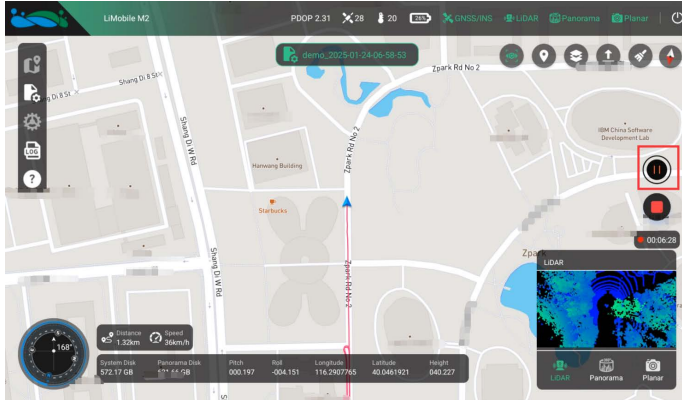 LiMobile M2
PDOP 2.31
28
20
26%
GNSS/INS
LiDAR
Panorama
Planar
demo_2025-01-24-06-58-53
Zpark Rd No 2
Shang Di 8 St
Shang Di W Rd
Zpark Rd No 2
Hanwang Building
IBM China Software
Development Lab
LOG
?
Starbucks
Shang Di W Rd
Zpark Rd No 2
Zpark
00:06:28
LiDAR
168°
Distance
1.32km
Speed
36km/h
System Disk
572.17 GB
Panorama Disk
Pitch
000.197
Roll
-004.151
Longitude
116.2907765
Latitude
40.0461921
Height
040.227
LiDAR
Panorama
Planar